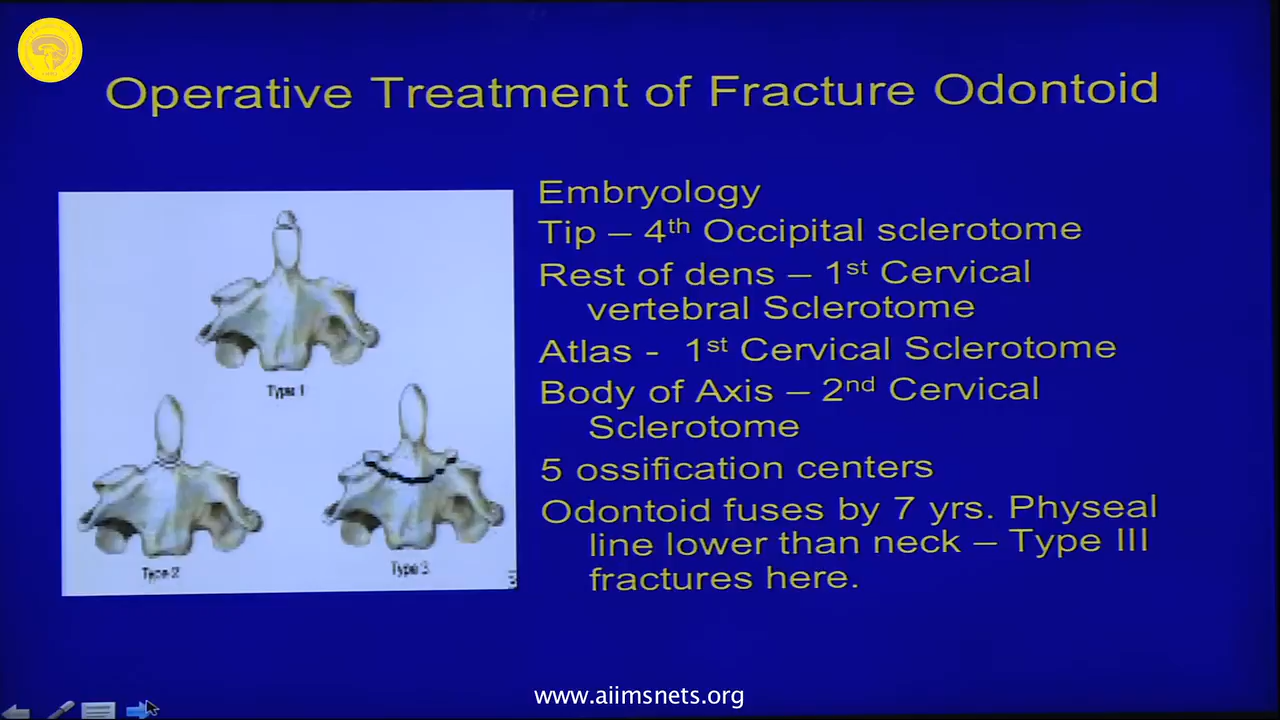 Operative Treatment of Fracture Odontoid
Embryology
Tip – 4th Occipital sclerotome
Rest of dens – 1st Cervical
vertebral Sclerotome
Atlas - 1st Cervical Sclerotome
Body of Axis – 2nd Cervical
Sclerotome
5 ossification centers
Odontoid fuses by 7 yrs. Physeal
line lower than neck – Type III
fractures here.
Type 1
Type 2
Type 3
www.aiimsnets.org